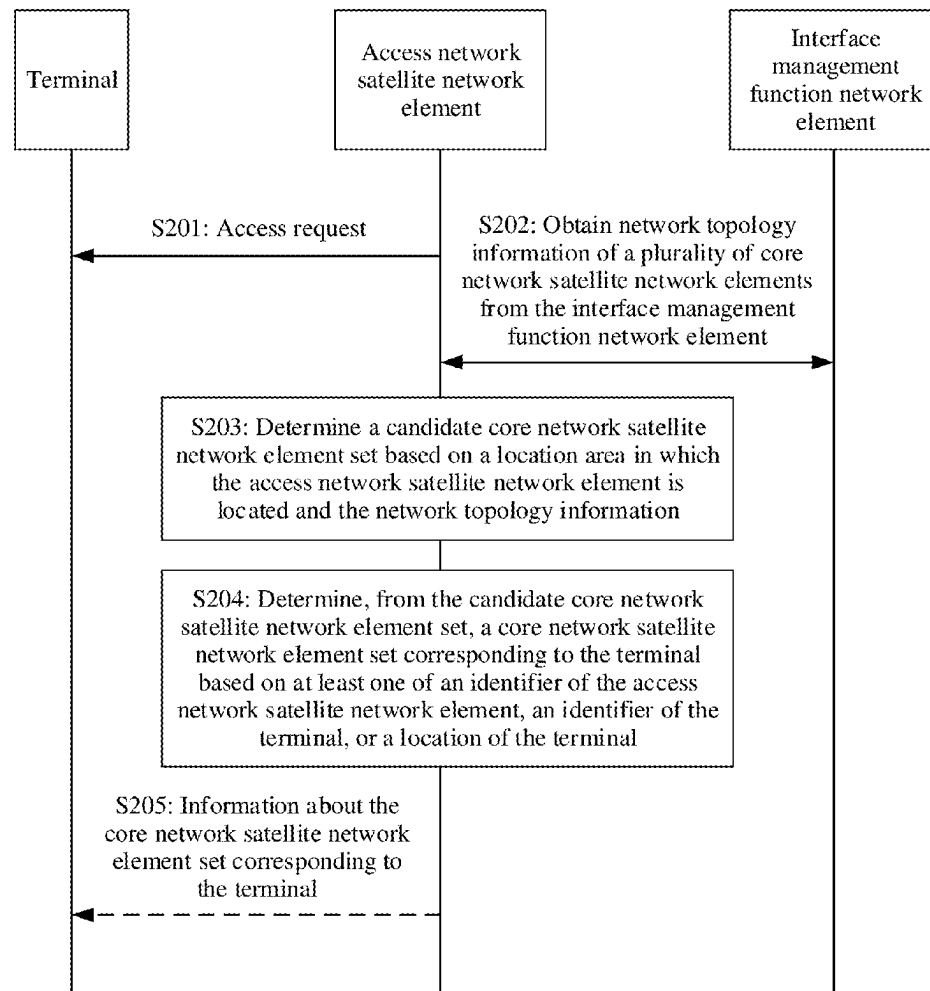 Terminal
Access network
satellite network
element
Interface
management
function network
element
S201: Access request
S202: Obtain network topology
information of a plurality of core
network satellite network elements
from the interface management
function network element
S203: Determine a candidate core network satellite
network element set based on a location area in which
the access network satellite network element is
located and the network topology information
S204: Determine, from the candidate core network
satellite network element set, a core network satellite
network element set corresponding to the terminal
based on at least one of an identifier of the access
network satellite network element, an identifier of the
terminal, or a location of the terminal
S205: Information about the
core network satellite network
element set corresponding to
the terminal